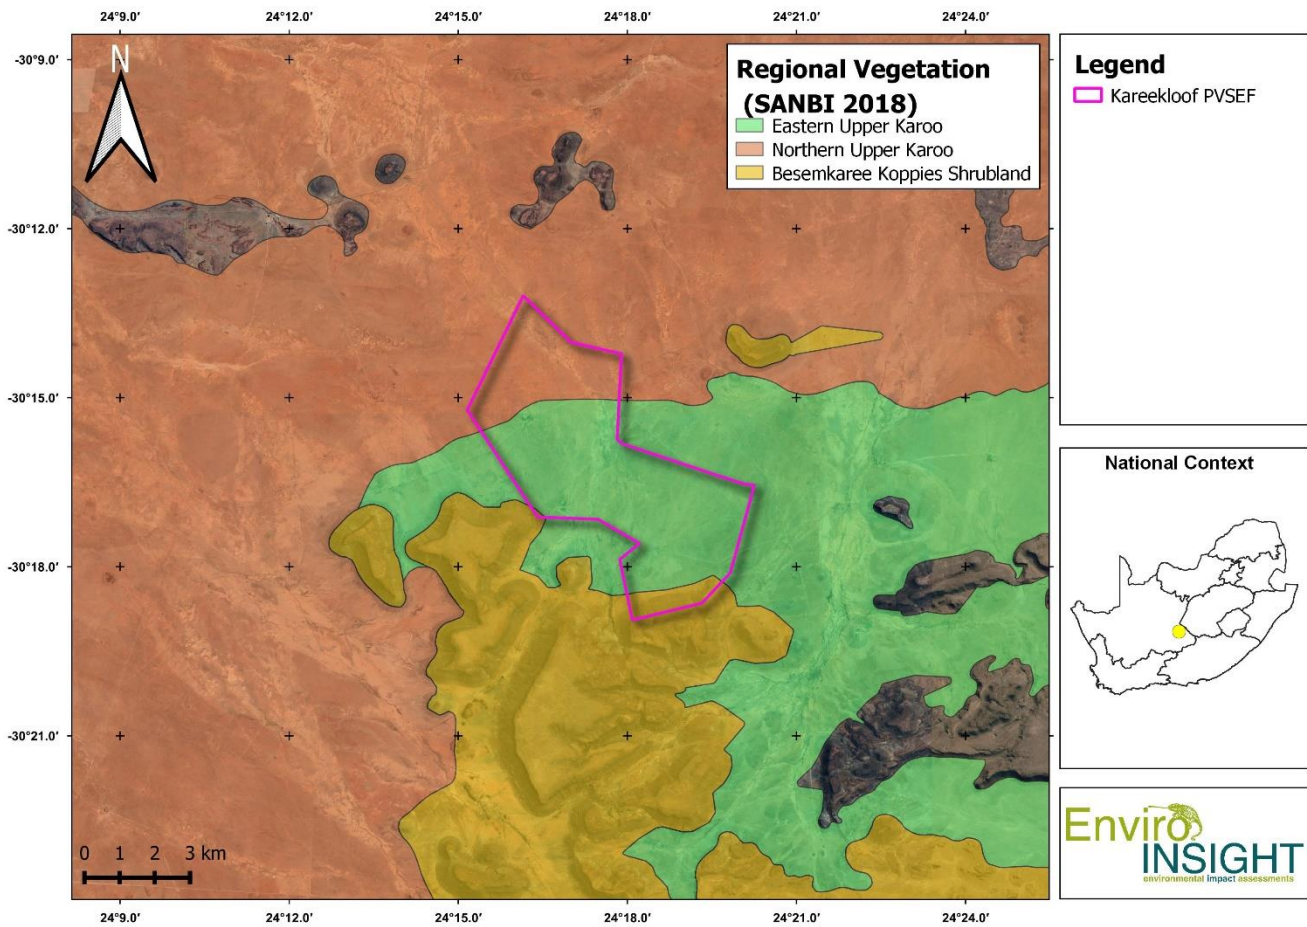 24°9.0'
24°12.0'
24°15.0'
24°18.0'
24°21.0'
24°24.0'
-30°9.0'
-30°12.0'
-30°15.0'
-30°18.0'
-30°21.0'
N
Regional Vegetation
(SANBI 2018)
Eastern Upper Karoo
Northern Upper Karoo
Besemkaree Koppies Shrubland
0 1 2 3 km
24°9.0'
24°12.0'
24°15.0'
24°18.0'
24°21.0'
24°24.0'
Legend
Kareekloof PVSEF
National Context
Enviro
INSIGHT
environmental impact assessments